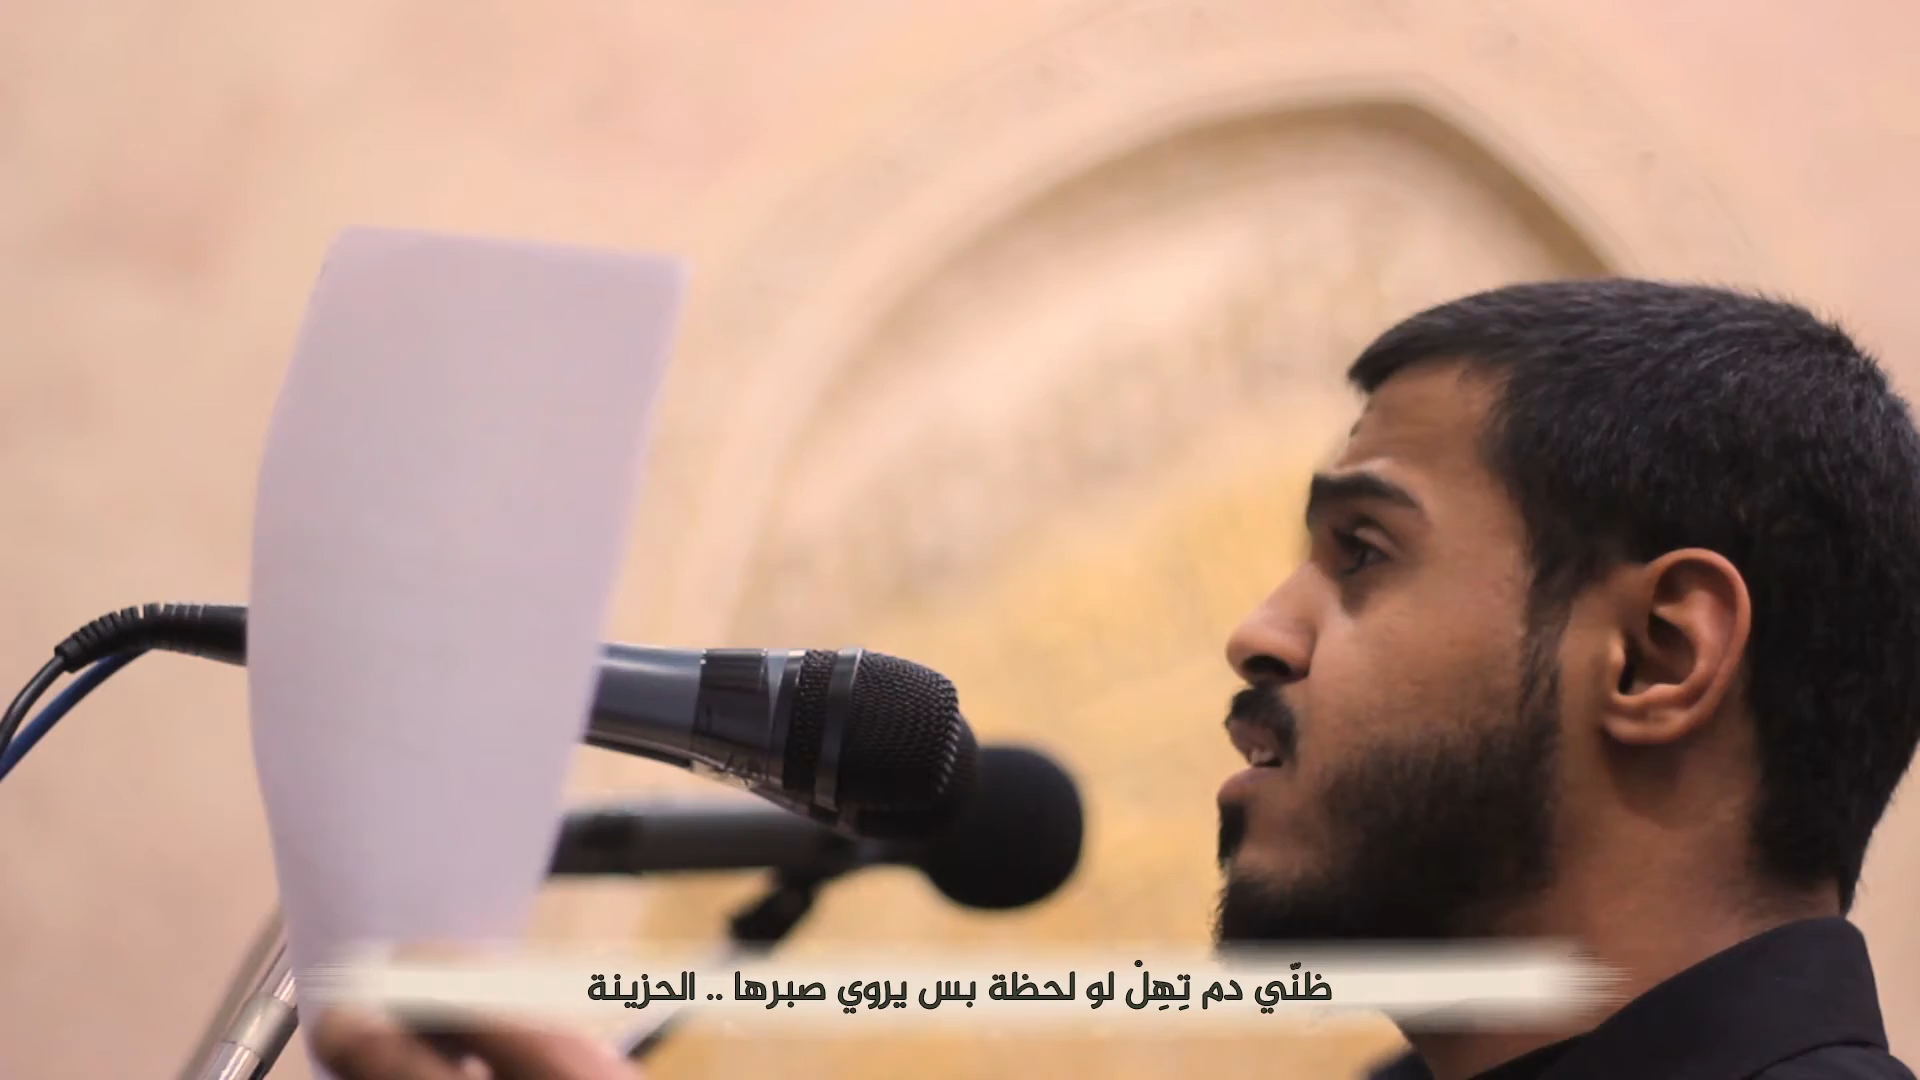 ظنّي دم تِهِلْ لو لحظة بس يروي صبرها .. الحزينة